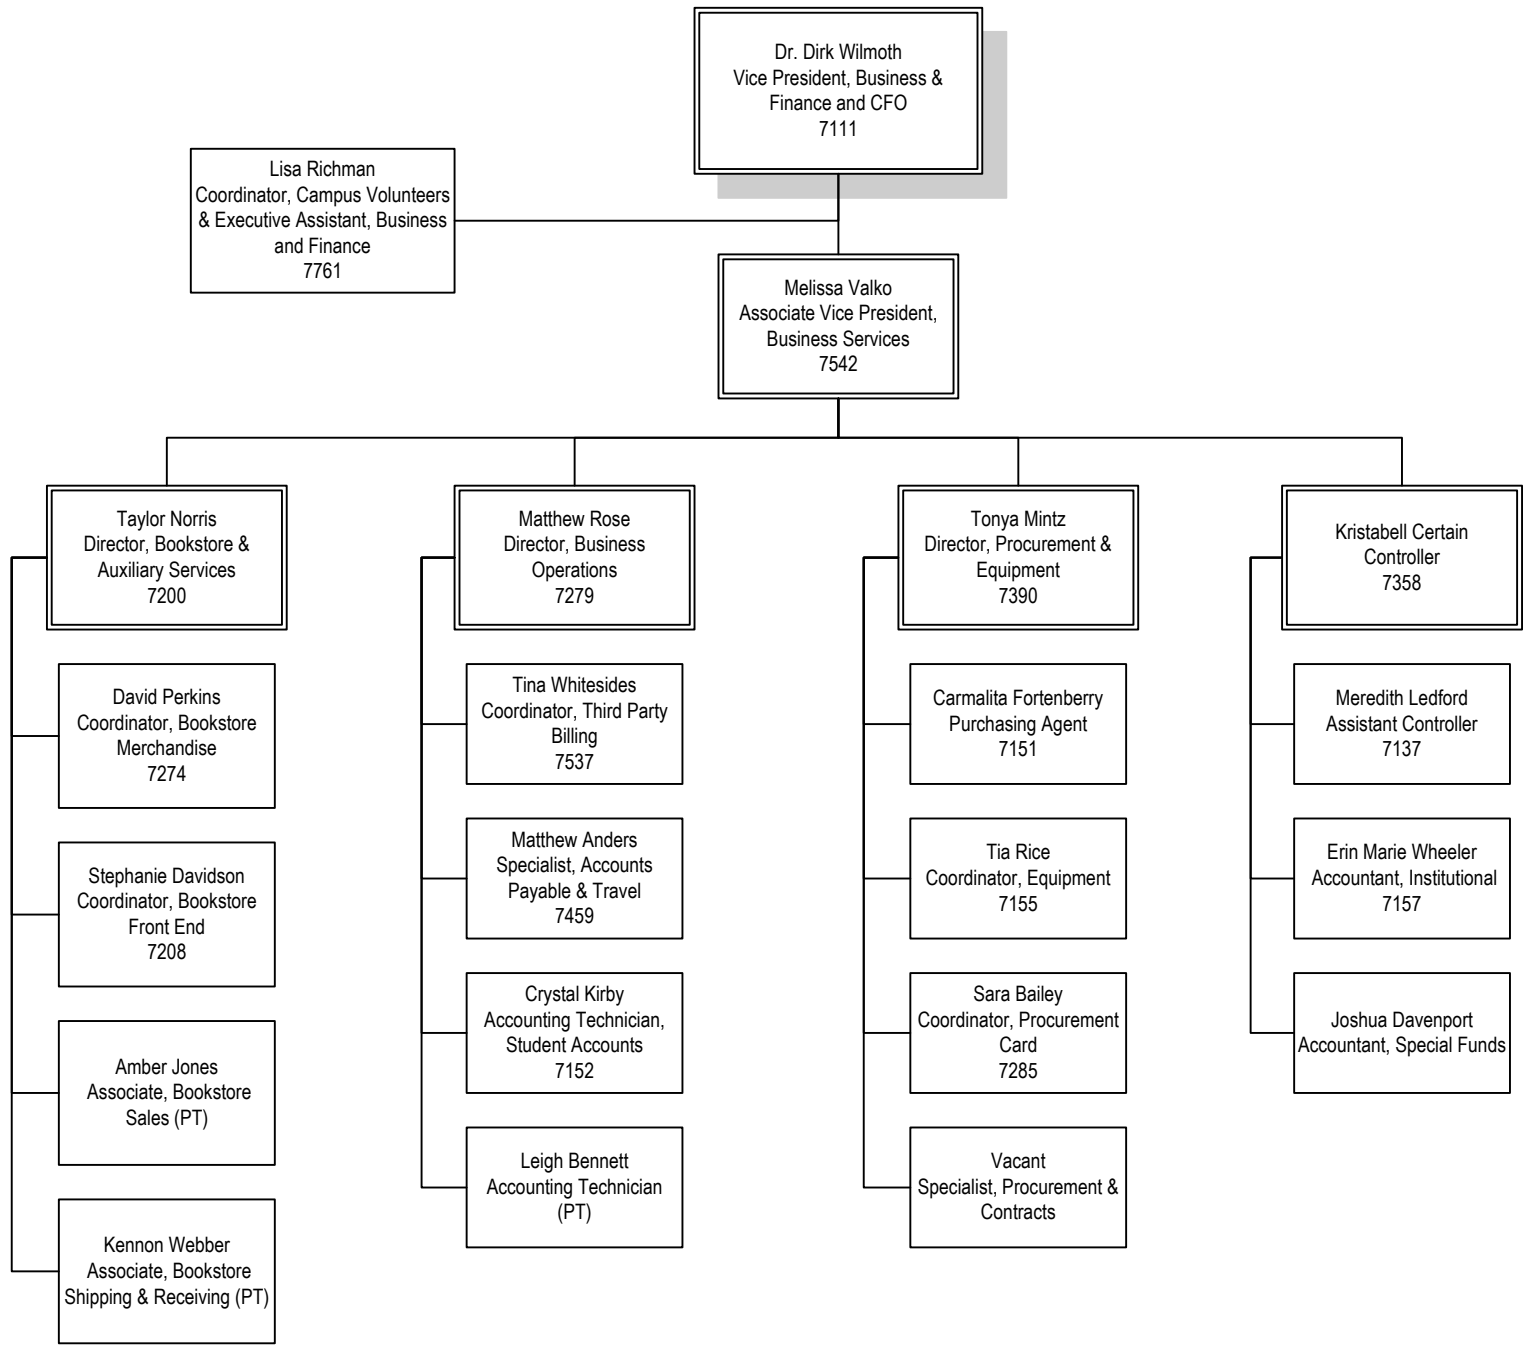 Dr. Dirk Wilmoth
Vice President, Business &
Finance and CFO
7111
Lisa Richman
Coordinator, Campus Volunteers
& Executive Assistant, Business
and Finance
7761
Melissa Valko
Associate Vice President,
Business Services
7542
Taylor Norris
Director, Bookstore &
Auxiliary Services
7200
David Perkins
Coordinator, Bookstore
Merchandise
7274
Stephanie Davidson
Coordinator, Bookstore
Front End
7208
Amber Jones
Associate, Bookstore
Sales (PT)
Kennon Webber
Associate, Bookstore
Shipping & Receiving (PT)
Matthew Rose
Director, Business
Operations
7279
Tina Whitesides
Coordinator, Third Party
Billing
7537
Matthew Anders
Specialist, Accounts
Payable & Travel
7459
Crystal Kirby
Accounting Technician,
Student Accounts
7152
Leigh Bennett
Accounting Technician
(PT)
Tonya Mintz
Director, Procurement &
Equipment
7390
Carmalita Fortenberry
Purchasing Agent
7151
Tia Rice
Coordinator, Equipment
7155
Sara Bailey
Coordinator, Procurement
Card
7285
Vacant
Specialist, Procurement &
Contracts
Kristabell Certain
Controller
7358
Meredith Ledford
Assistant Controller
7137
Erin Marie Wheeler
Accountant, Institutional
7157
Joshua Davenport
Accountant, Special Funds